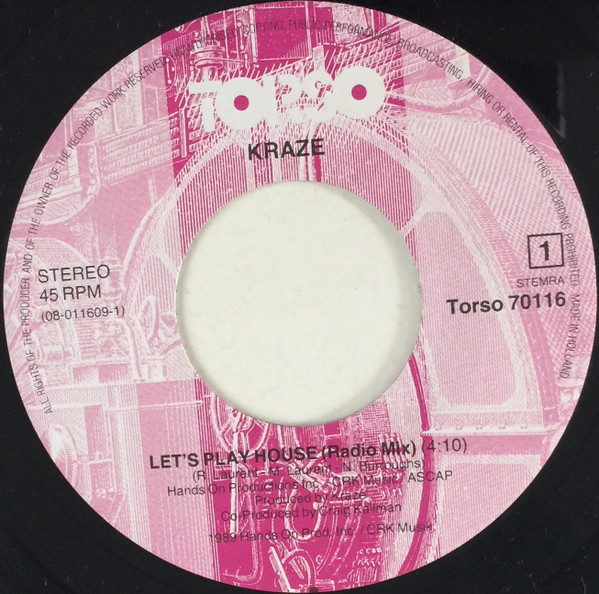 ALL RIGHTS OF THE PRODUCER AND OF THE OWNER OF THE RECORDED WORK RESERVED. UNAUTHORISED COPYING, PUBLIC PERFORMANCE, BROADCASTING, HIRING OR RENTAL OF THIS RECORDING PROHIBITED. MADE IN HOLLAND
TORSO
KRAZE
STEREO
45 RPM
(08-011609-1)
1
STEMRA
Torso 70116
LET'S PLAY HOUSE (Radio Mix) (4:10)
(R. Laurent - M. Laurent - N. Burroughs)
Hands On Productions Inc. / CRK Music / ASCAP
Produced by Kraze
Co-Produced by Craig Kallman
1989 Hands On Prod. Inc. / CRK Music